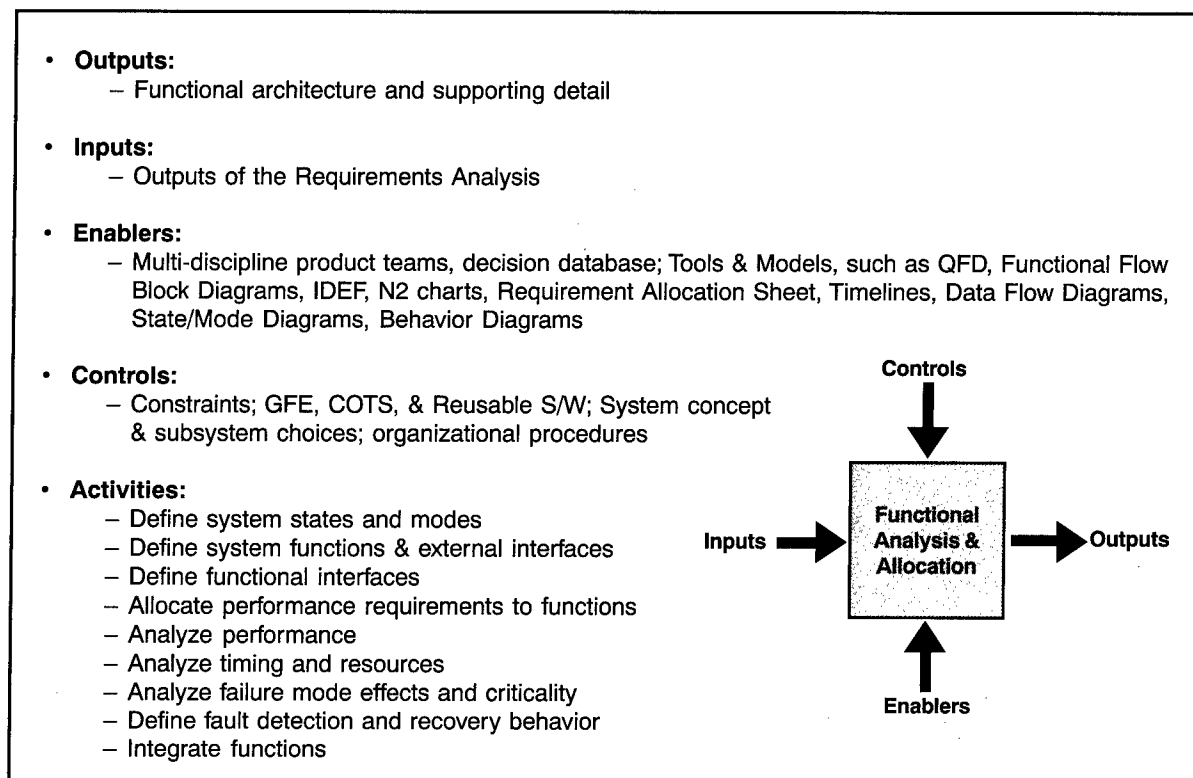 • Outputs:
– Functional architecture and supporting detail
• Inputs:
– Outputs of the Requirements Analysis
• Enablers:
– Multi-discipline product teams, decision database; Tools & Models, such as QFD, Functional Flow
Block Diagrams, IDEF, N2 charts, Requirement Allocation Sheet, Timelines, Data Flow Diagrams,
State/Mode Diagrams, Behavior Diagrams
• Controls:
– Constraints; GFE, COTS, & Reusable S/W; System concept
& subsystem choices; organizational procedures
• Activities:
– Define system states and modes
– Define system functions & external interfaces
– Define functional interfaces
– Allocate performance requirements to functions
– Analyze performance
– Analyze timing and resources
– Analyze failure mode effects and criticality
– Define fault detection and recovery behavior
– Integrate functions
Controls
Inputs
Functional
Analysis &
Allocation
Outputs
Enablers